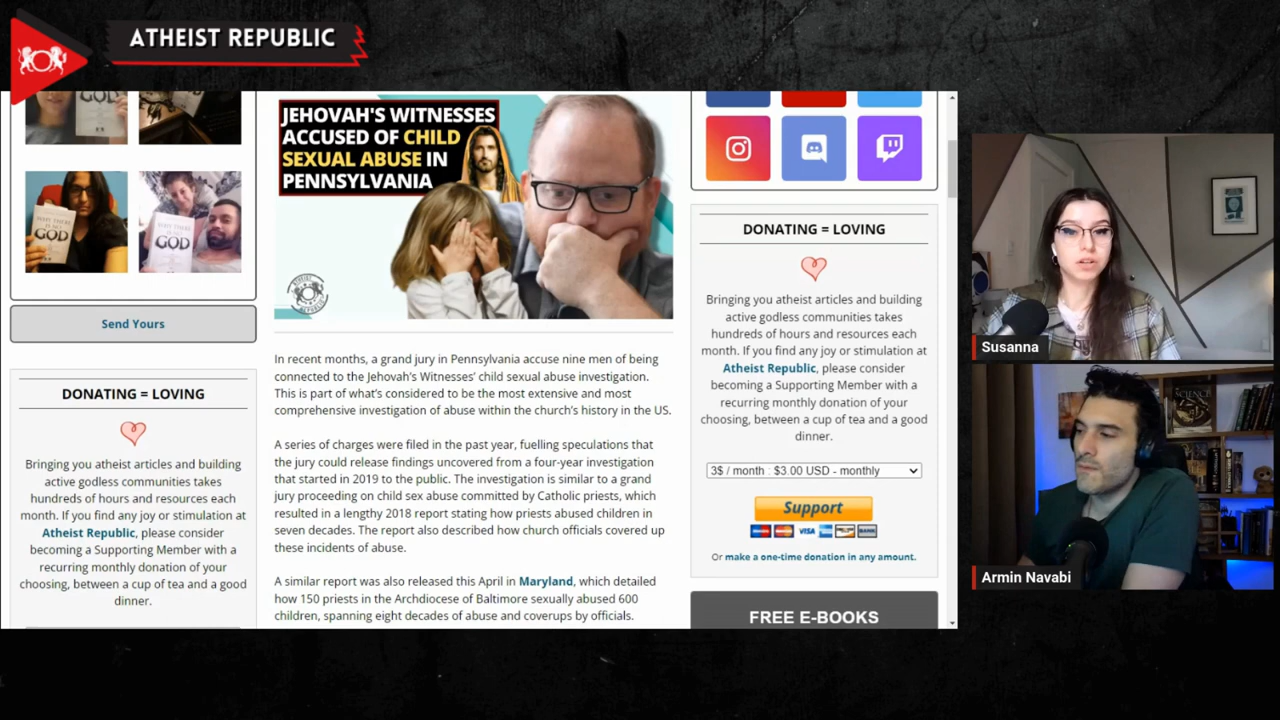 ATHEIST REPUBLIC
GOD
WHY THERE IS NO
GOD
GOD
Send Yours
DONATING = LOVING
Bringing you atheist articles and building
active godless communities takes
hundreds of hours and resources each
month. If you find any joy or stimulation at
Atheist Republic, please consider
becoming a Supporting Member with a
recurring monthly donation of your
choosing, between a cup of tea and a good
dinner.
JEHOVAH'S WITNESSES
ACCUSED OF CHILD
SEXUAL ABUSE IN
PENNSYLVANIA
In recent months, a grand jury in Pennsylvania accuse nine men of being
connected to the Jehovah's Witnesses' child sexual abuse investigation.
This is part of what's considered to be the most extensive and most
comprehensive investigation of abuse within the church's history in the US.
A series of charges were filed in the past year, fuelling speculations that
the jury could release findings uncovered from a four-year investigation
that started in 2019 to the public. The investigation is similar to a grand
jury proceeding on child sex abuse committed by Catholic priests, which
resulted in a lengthy 2018 report stating how priests abused children in
seven decades. The report also described how church officials covered up
these incidents of abuse.
A similar report was also released this April in Maryland, which detailed
how 150 priests in the Archdiocese of Baltimore sexually abused 600
children, spanning eight decades of abuse and coverups by officials.
DONATING = LOVING
Bringing you atheist articles and building
active godless communities takes
hundreds of hours and resources each
month. If you find any joy or stimulation at
Atheist Republic, please consider
becoming a Supporting Member with a
recurring monthly donation of your
choosing, between a cup of tea and a good
dinner.
3$ / month : $3.00 USD - monthly
Support
VISA
BANK
Or make a one-time donation in any amount.
FREE E-BOOKS
Susanna
SCIENCE
Armin Navabi